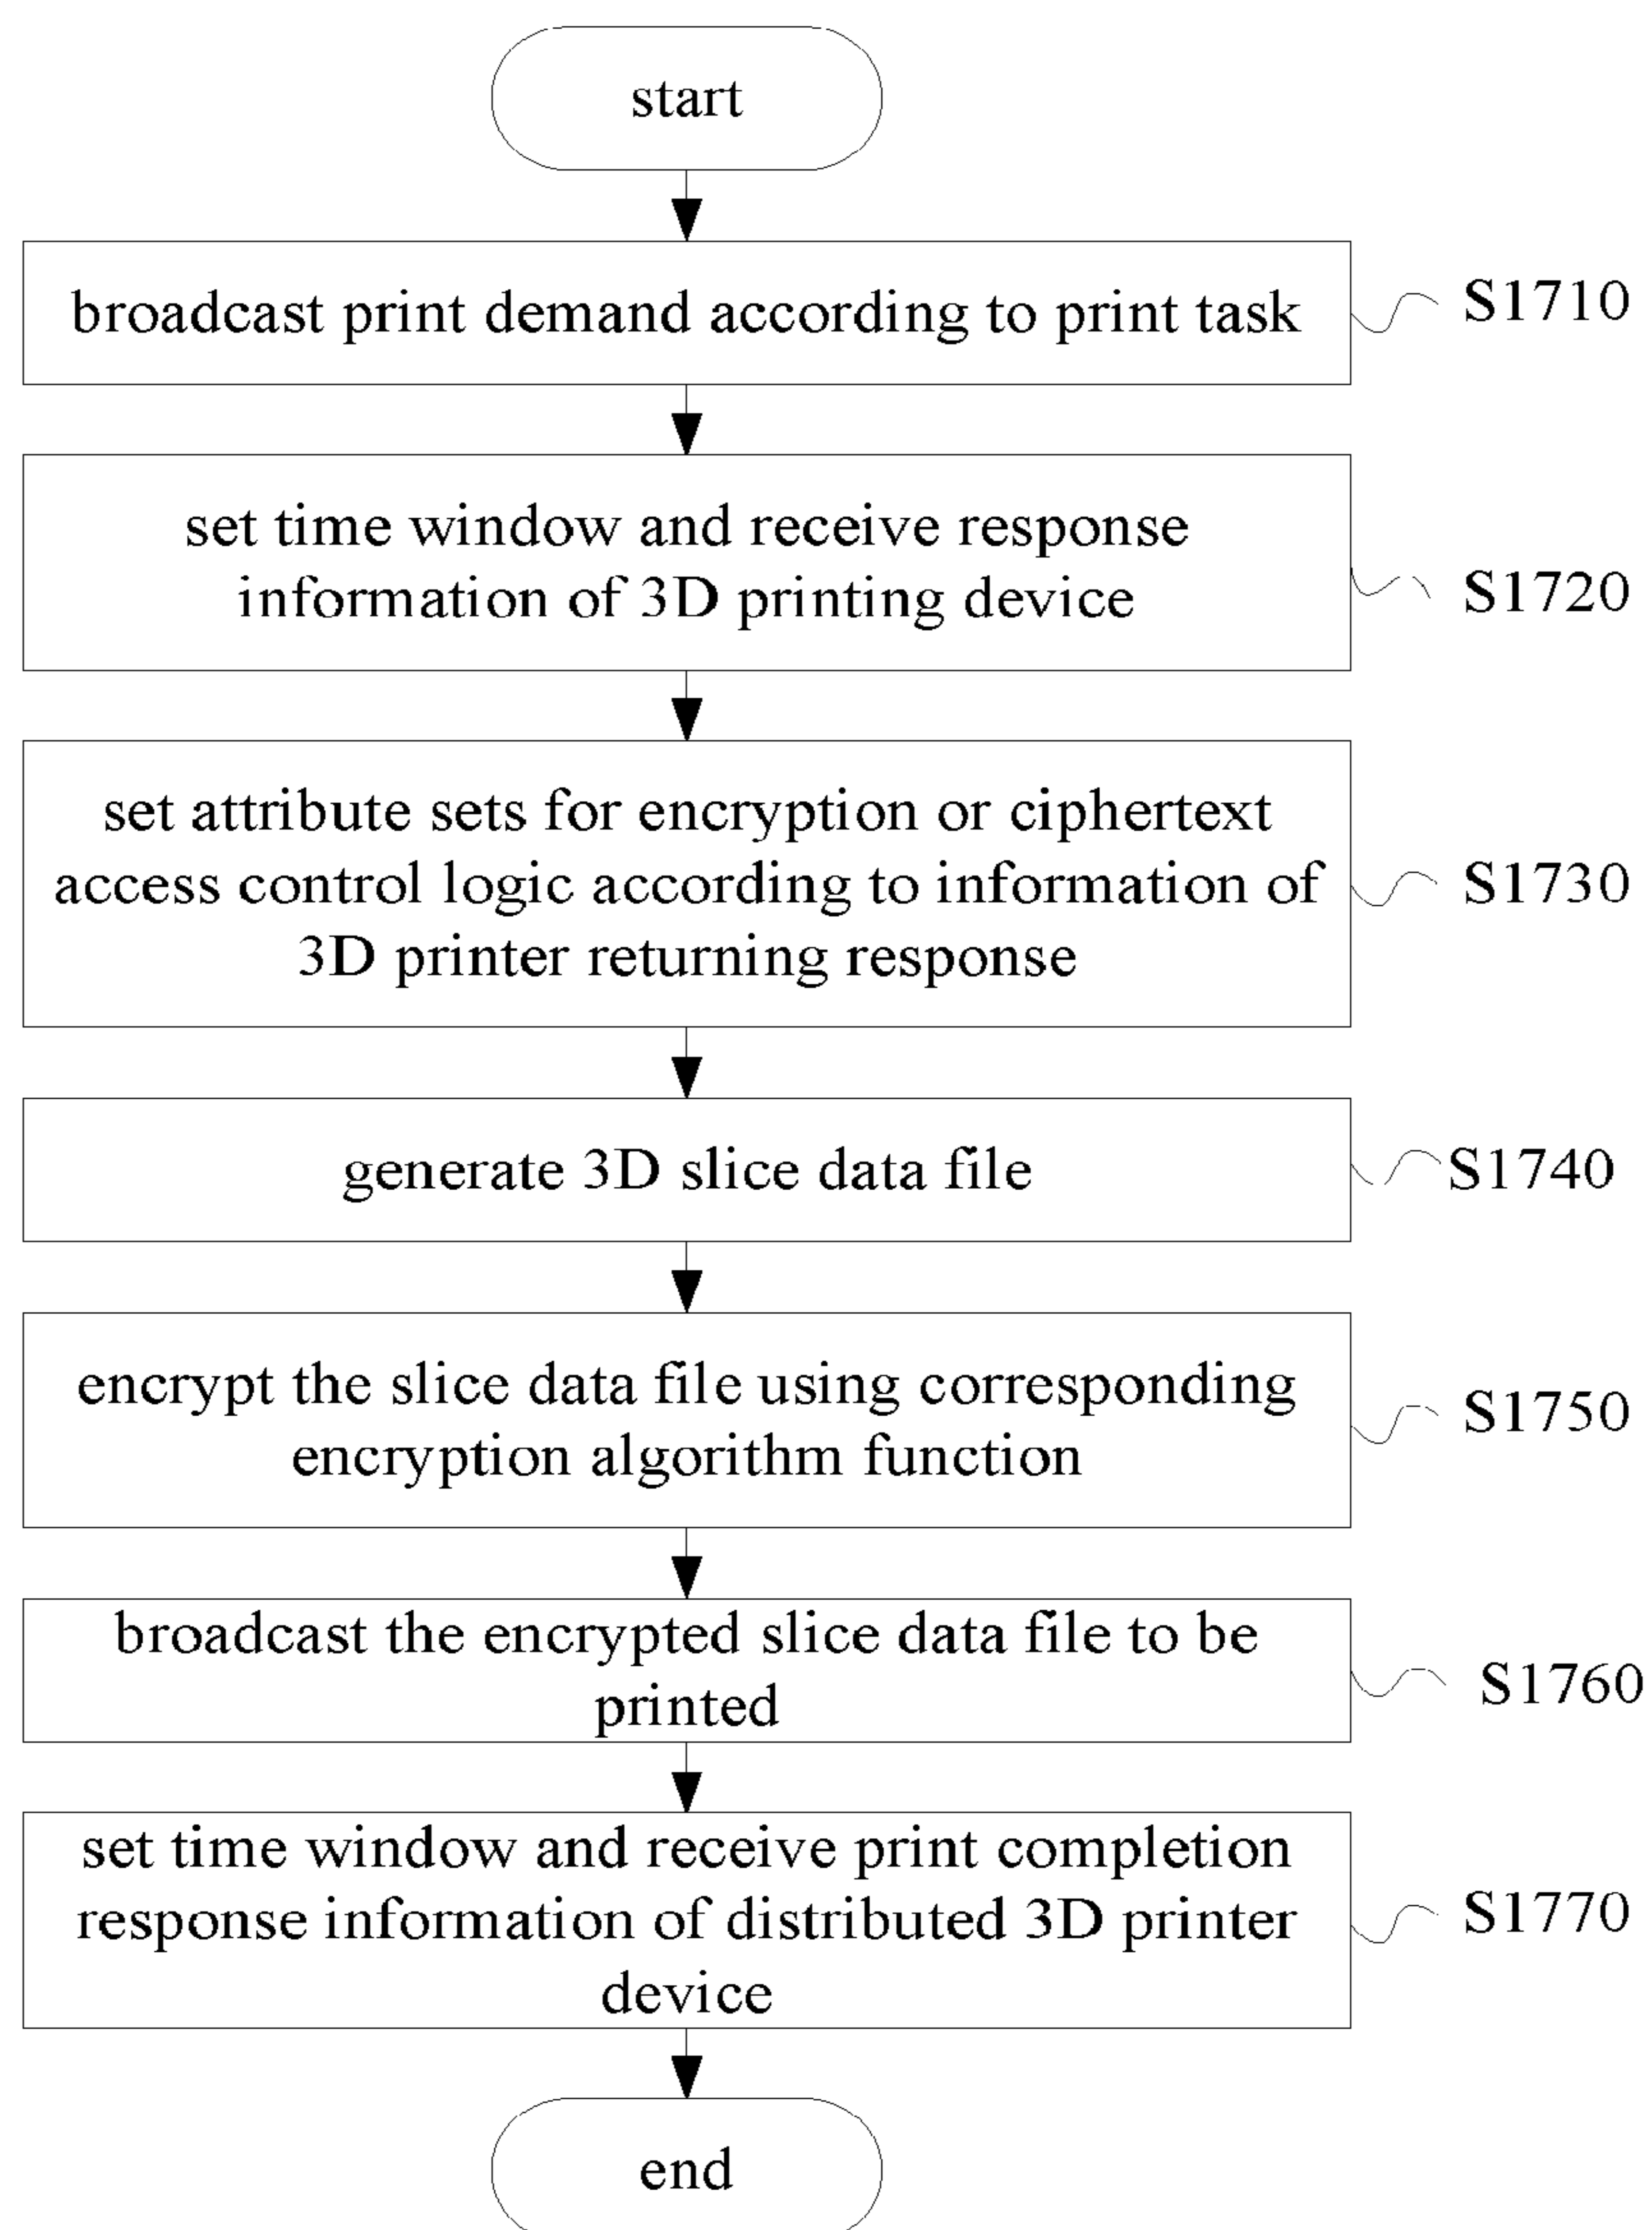 start
broadcast print demand according to print task
S1710
set time window and receive response
information of 3D printing device
S1720
set attribute sets for encryption or ciphertext
access control logic according to information of
3D printer returning response
S1730
generate 3D slice data file
S1740
encrypt the slice data file using corresponding
encryption algorithm function
S1750
broadcast the encrypted slice data file to be
printed
S1760
set time window and receive print completion
response information of distributed 3D printer
device
S1770
end